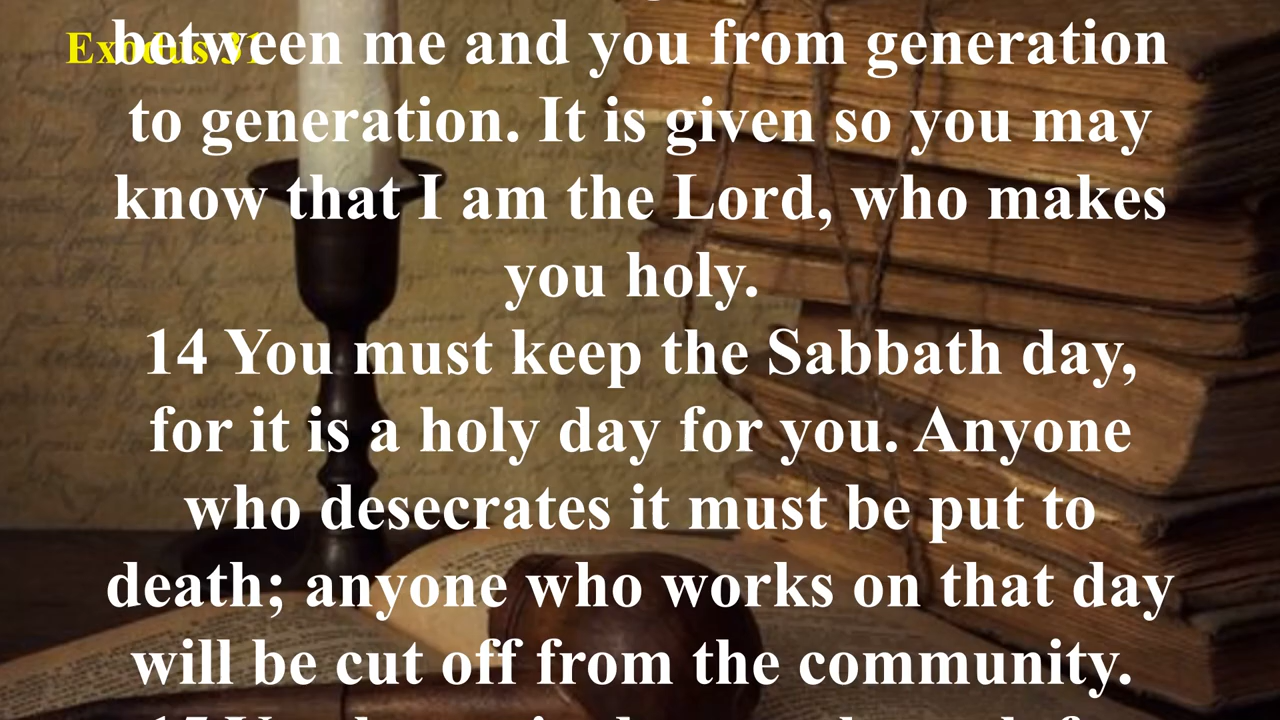 Exodus 31
between me and you from generation
to generation. It is given so you may
know that I am the Lord, who makes
you holy.
14 You must keep the Sabbath day,
for it is a holy day for you. Anyone
who desecrates it must be put to
death; anyone who works on that day
will be cut off from the community.